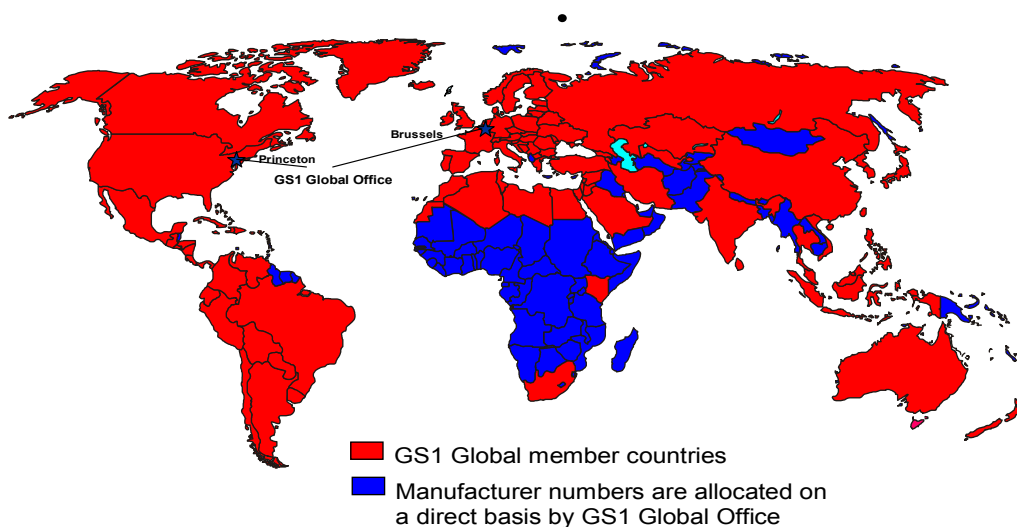 Brussels
Princeton
GS1 Global Office
GS1 Global member countries
Manufacturer numbers are allocated on
a direct basis by GS1 Global Office